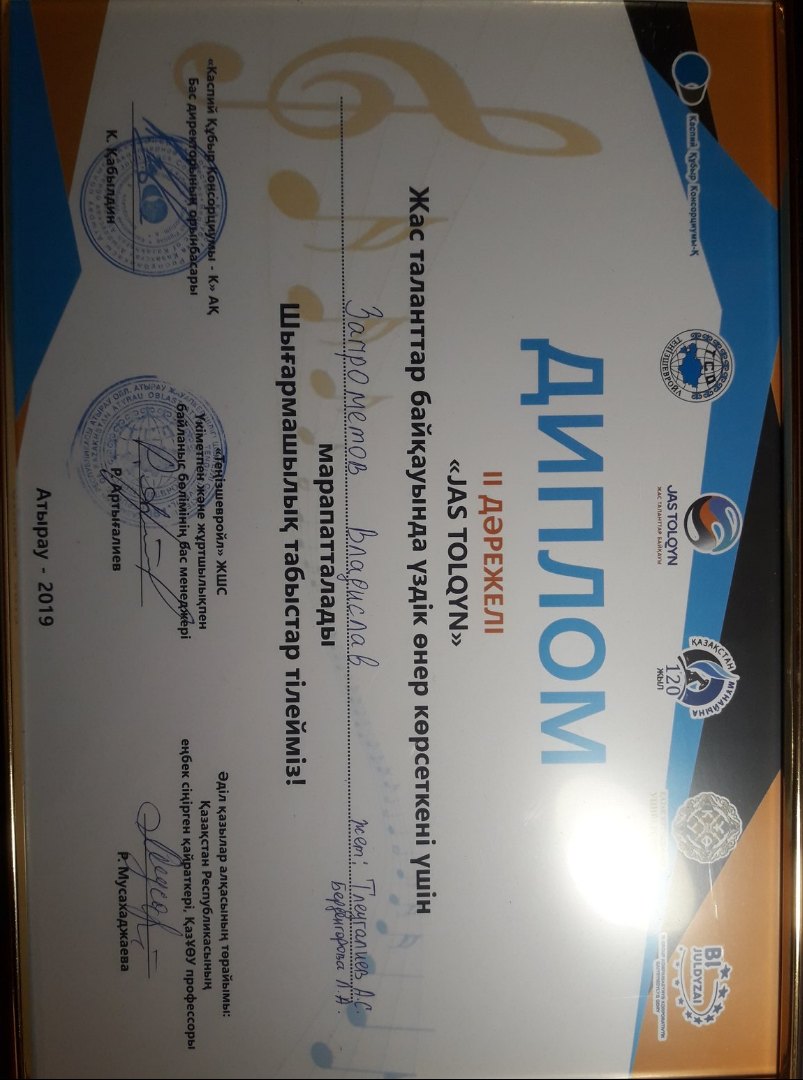 Каспий Құбыр Консорциумы-Қ
ТЕҢІЗШЕВРОЙЛ
JAS TOLQYN
ЖАС ТАЛАНТТАР БАЙҚАУЫ
ҚАЗАҚСТАН МҰНАЙЫНА
120
ЖЫЛ
BI
JULDYZAI
ДИПЛОМ
II ДӘРЕЖЕЛІ
«JAS TOLQYN»
Жас таланттар байқауында үздік өнер көрсеткені үшін
Запрометов Владислав
жет: Тлеугалиев А.С.
марапатталады
Шығармашылық табыстар тілейміз!
«Каспий Құбыр Консорциумы - К» АҚ
Бас директорының орынбасары
К. Қабылдин
«Теңізшевройл» ЖШС
Үкіметпен және жұртшылықпен
байланыс бөлімінің бас менеджері
Р. Артығалиев
Әділ қазылар алқасының төрайымы:
Қазақстан Республикасының
еңбек сіңірген қайраткері, ҚазҰӨУ профессоры
Р. Мусахаджаева
Атырау - 2019